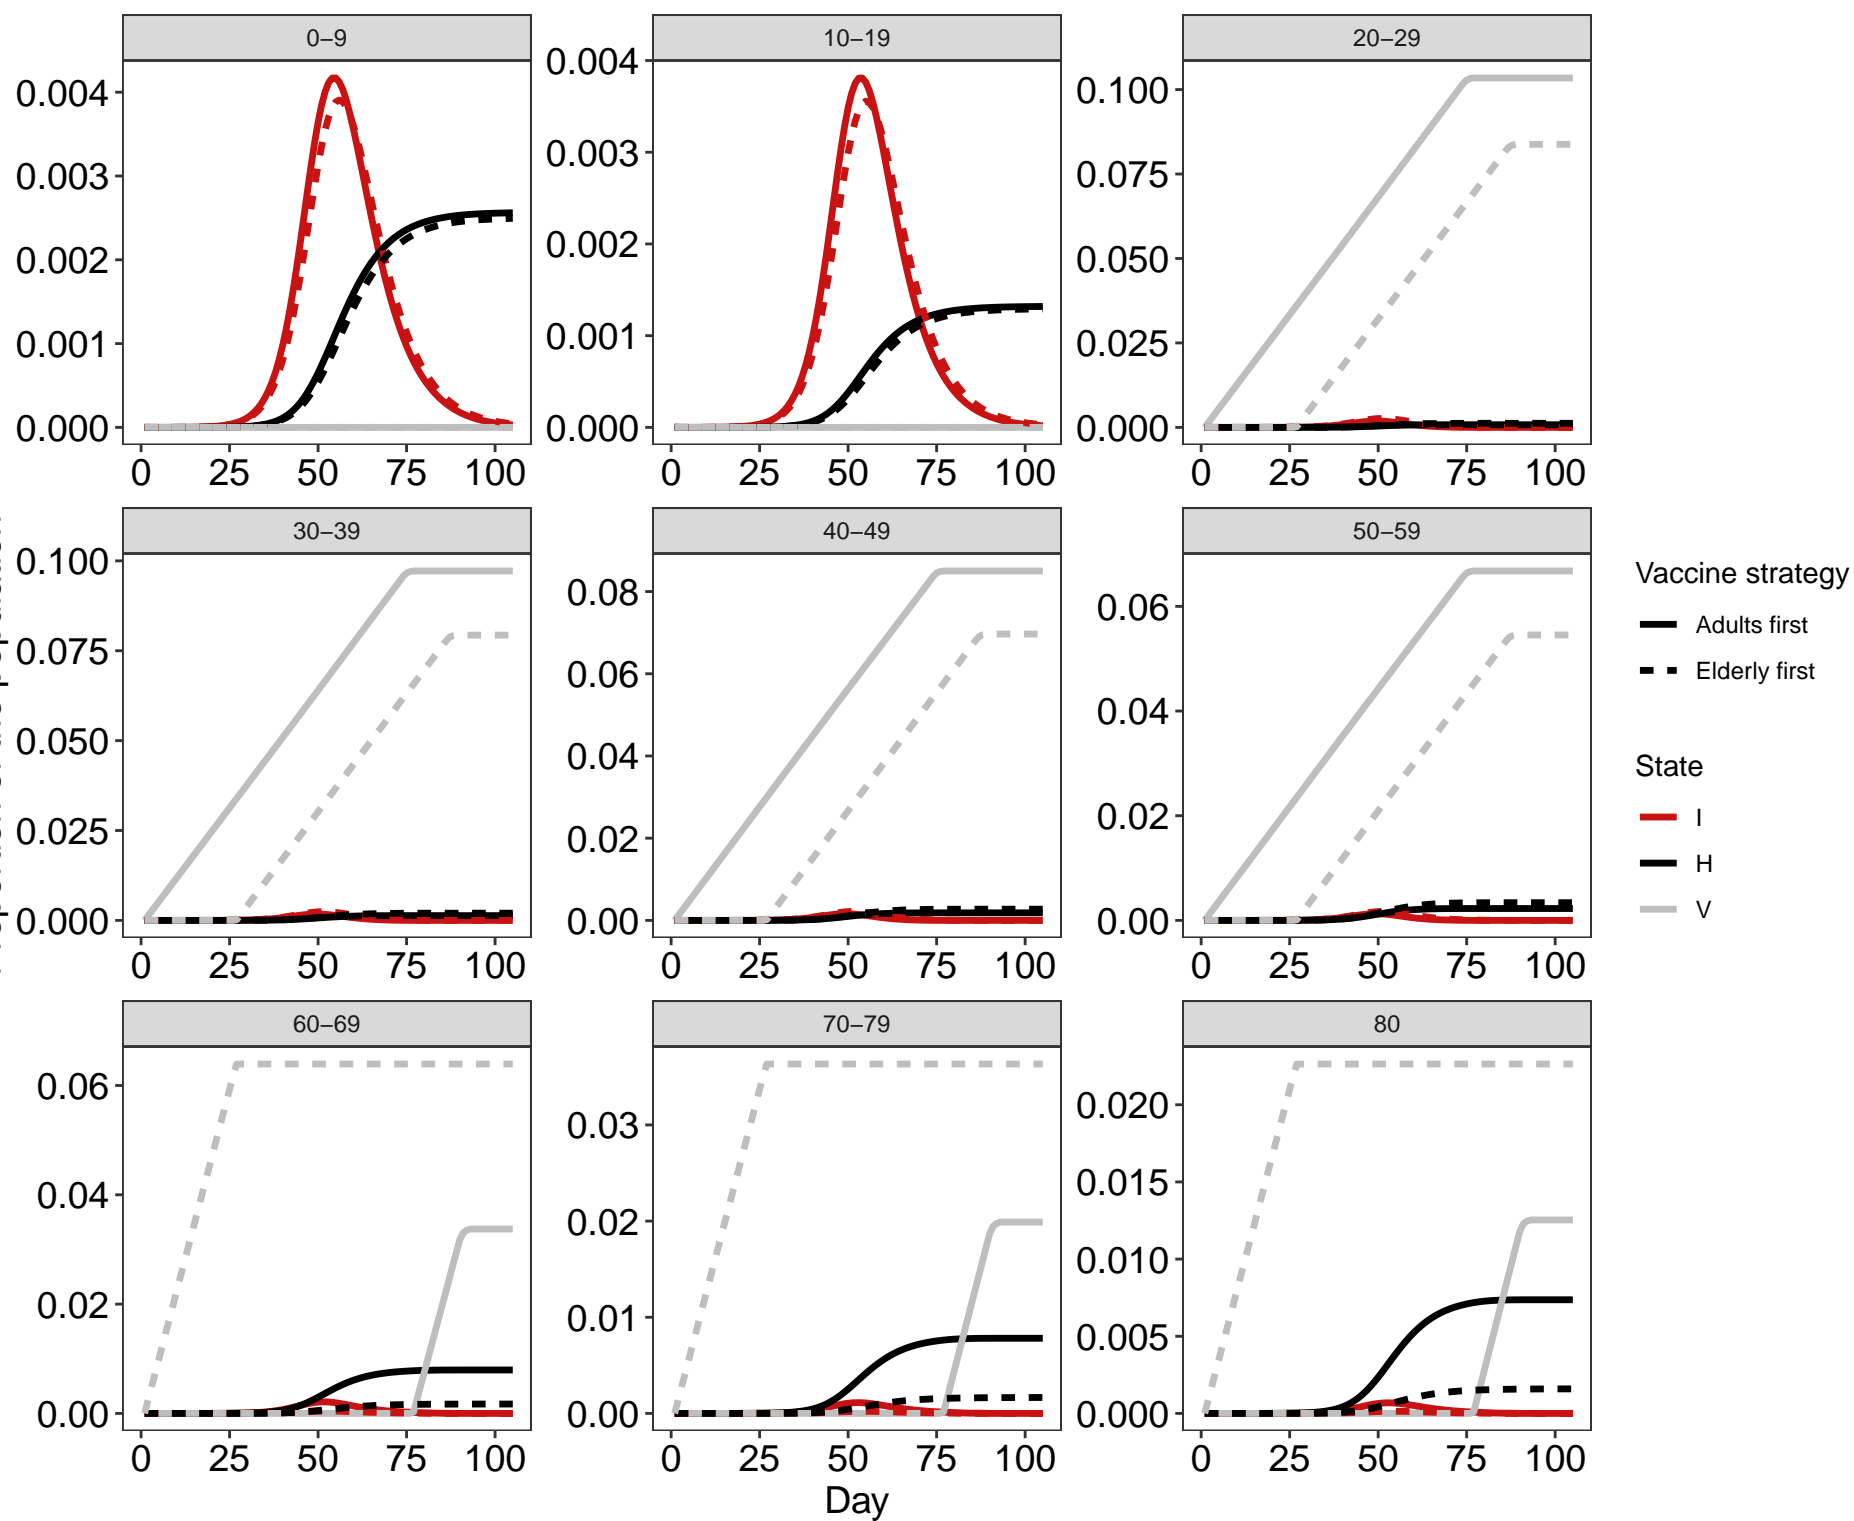 0–9 10–19 20–29
0.004 0.003 0.002 0.001 0.000
0 25 50 75 100
0.004 0.003 0.002 0.001 0.000
0 25 50 75 100
0.100 0.075 0.050 0.025 0.000
0 25 50 75 100
30–39 40–49 50–59
0.100 0.075 0.050 0.025 0.000
0 25 50 75 100
0.08 0.06 0.04 0.02 0.00
0 25 50 75 100
0.06 0.04 0.02 0.00
0 25 50 75 100
60–69 70–79 80
0.06 0.04 0.02 0.00
0 25 50 75 100
0.03 0.02 0.01 0.00
0 25 50 75 100
0.020 0.015 0.010 0.005 0.000
0 25 50 75 100
Day
Vaccine strategy
Adults first
Elderly first
State
I
H
V